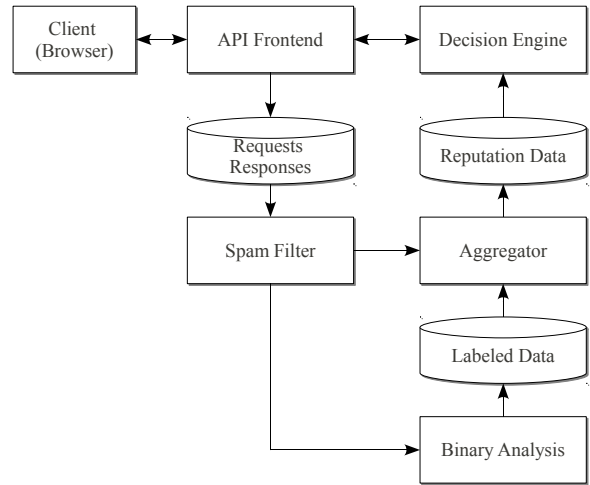 Client
(Browser)
API Frontend
Decision Engine
Requests
Responses
Reputation Data
Spam Filter
Aggregator
Labeled Data
Binary Analysis